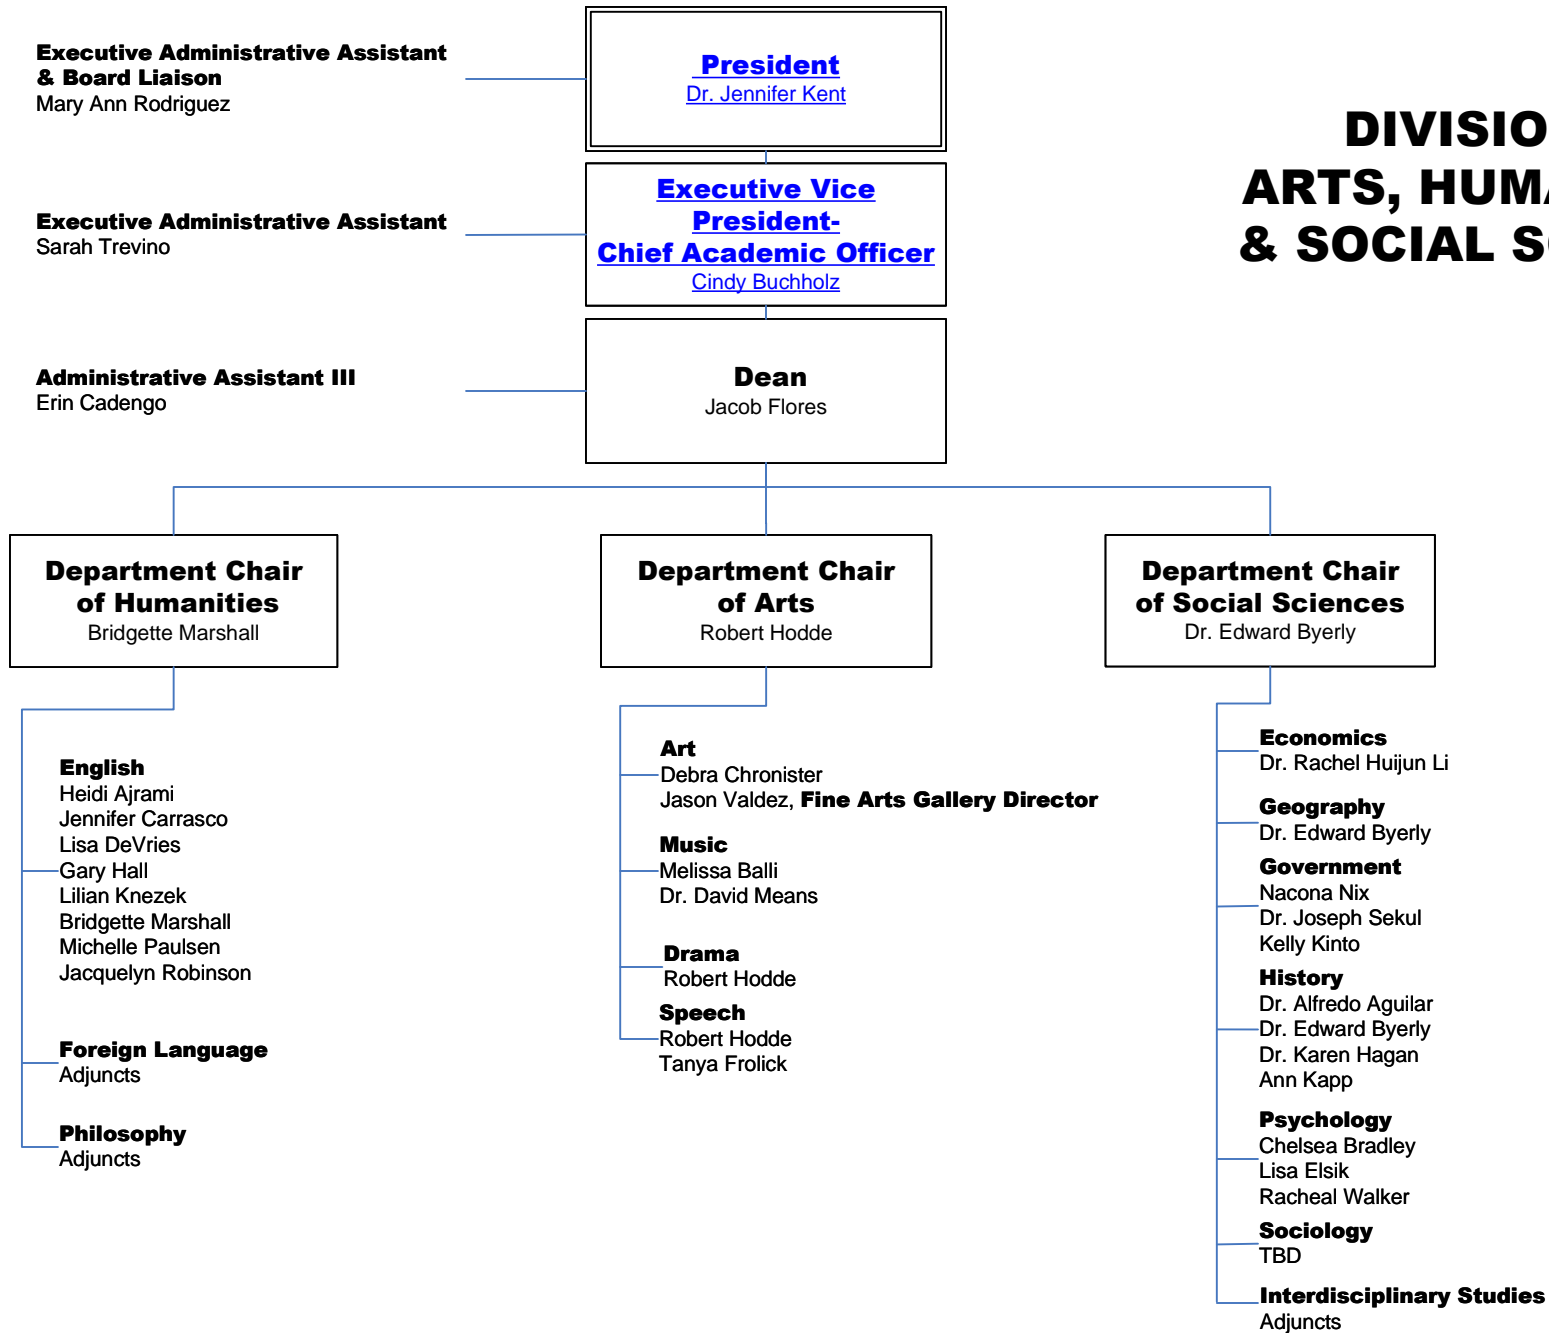 Executive Administrative Assistant
& Board Liaison
Mary Ann Rodriguez
President
Dr. Jennifer Kent
DIVISIO
ARTS, HUMA
& SOCIAL S
Executive Administrative Assistant
Sarah Trevino
Executive Vice
President-
Chief Academic Officer
Cindy Buchholz
Administrative Assistant III
Erin Cadengo
Dean
Jacob Flores
Department Chair
of Humanities
Bridgette Marshall
English
Heidi Ajrami
Jennifer Carrasco
Lisa DeVries
Gary Hall
Lilian Knezek
Bridgette Marshall
Michelle Paulsen
Jacquelyn Robinson
Foreign Language
Adjuncts
Philosophy
Adjuncts
Department Chair
of Arts
Robert Hodde
Art
Debra Chronister
Jason Valdez, Fine Arts Gallery Director
Music
Melissa Balli
Dr. David Means
Drama
Robert Hodde
Speech
Robert Hodde
Tanya Frolick
Department Chair
of Social Sciences
Dr. Edward Byerly
Economics
Dr. Rachel Huijun Li
Geography
Dr. Edward Byerly
Government
Nacona Nix
Dr. Joseph Sekul
Kelly Kinto
History
Dr. Alfredo Aguilar
Dr. Edward Byerly
Dr. Karen Hagan
Ann Kapp
Psychology
Chelsea Bradley
Lisa Elsik
Racheal Walker
Sociology
TBD
Interdisciplinary Studies
Adjuncts